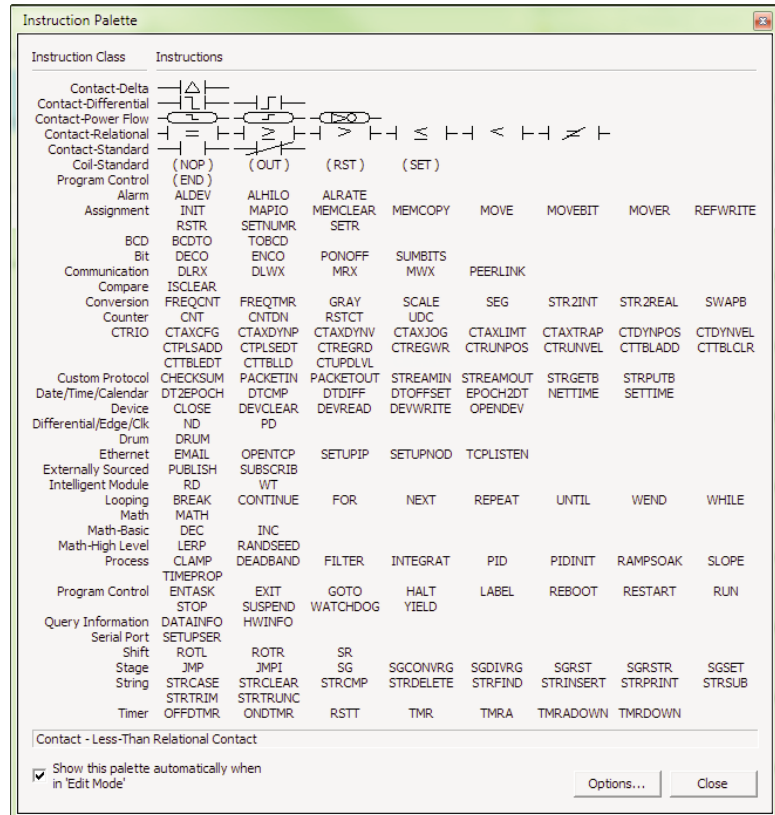 Instruction Palette
Instruction Class Instructions
Contact-Delta
Contact-Differential
Contact-Power Flow
Contact-Relational = ≥ > ≤ < ≠
Contact-Standard
Coil-Standard ( NOP ) ( OUT ) ( RST ) ( SET )
Program Control ( END )
Alarm ALDEV ALHILO ALRATE
Assignment INIT MAPIO MEMCLEAR MEMCOPY MOVE MOVEBIT MOVER REFWRITE
RSTR SETNUMR SETR
BCD BCDTO TOBCD
Bit DECO ENCO PONOFF SUMBITS
Communication DLRX DLWX MRX MWX PEERLINK
Compare ISCLEAR
Conversion FREQCNT FREQTMR GRAY SCALE SEG STR2INT STR2REAL SWAPB
Counter CNT CNTDN RSTCT UDC
CTRIO CTAXCFG CTAXDYNP CTAXDYNV CTAXJOG CTAXLIMT CTAXTRAP CTDYNPOS CTDYNVEL
CTPLSADD CTPLSEDT CTREGRD CTREGWR CTRUNPOS CTRUNVEL CTTBLADD CTTBLCLR
CTTBLEDT CTTBLLD CTUPDLVL
Custom Protocol CHECKSUM PACKETIN PACKETOUT STREAMIN STREAMOUT STRGETB STRPUTB
Date/Time/Calendar DT2EPOCH DTCMP DTDIFF DTOFFSET EPOCH2DT NETTIME SETTIME
Device CLOSE DEVCLEAR DEVREAD DEVWRITE OPENDEV
Differential/Edge/Clk ND PD
Drum DRUM
Ethernet EMAIL OPENTCP SETUPIP SETUPNOD TCPLISTEN
Externally Sourced PUBLISH SUBSCRIB
Intelligent Module RD WT
Looping BREAK CONTINUE FOR NEXT REPEAT UNTIL WEND WHILE
Math MATH
Math-Basic DEC INC
Math-High Level LERP RANDSEED
Process CLAMP DEADBAND FILTER INTEGRAT PID PIDINIT RAMPSOAK SLOPE
TIMEPROP
Program Control ENTASK EXIT GOTO HALT LABEL REBOOT RESTART RUN
STOP SUSPEND WATCHDOG YIELD
Query Information DATAINFO HWINFO
Serial Port SETUPSER
Shift ROTL ROTR SR
Stage JMP JMPI SG SGCONVRG SGDIVRG SGRST SGRSTR SGSET
String STRCASE STRCLEAR STRCMP STRDELETE STRFIND STRINSERT STRPRINT STRSUB
STRTRIM STRTRUNC
Timer OFFDTMR ONDTMR RSTT TMR TMRA TMRADOWN TMRDOWN
Contact - Less-Than Relational Contact
Show this palette automatically when
in 'Edit Mode'
Options... Close